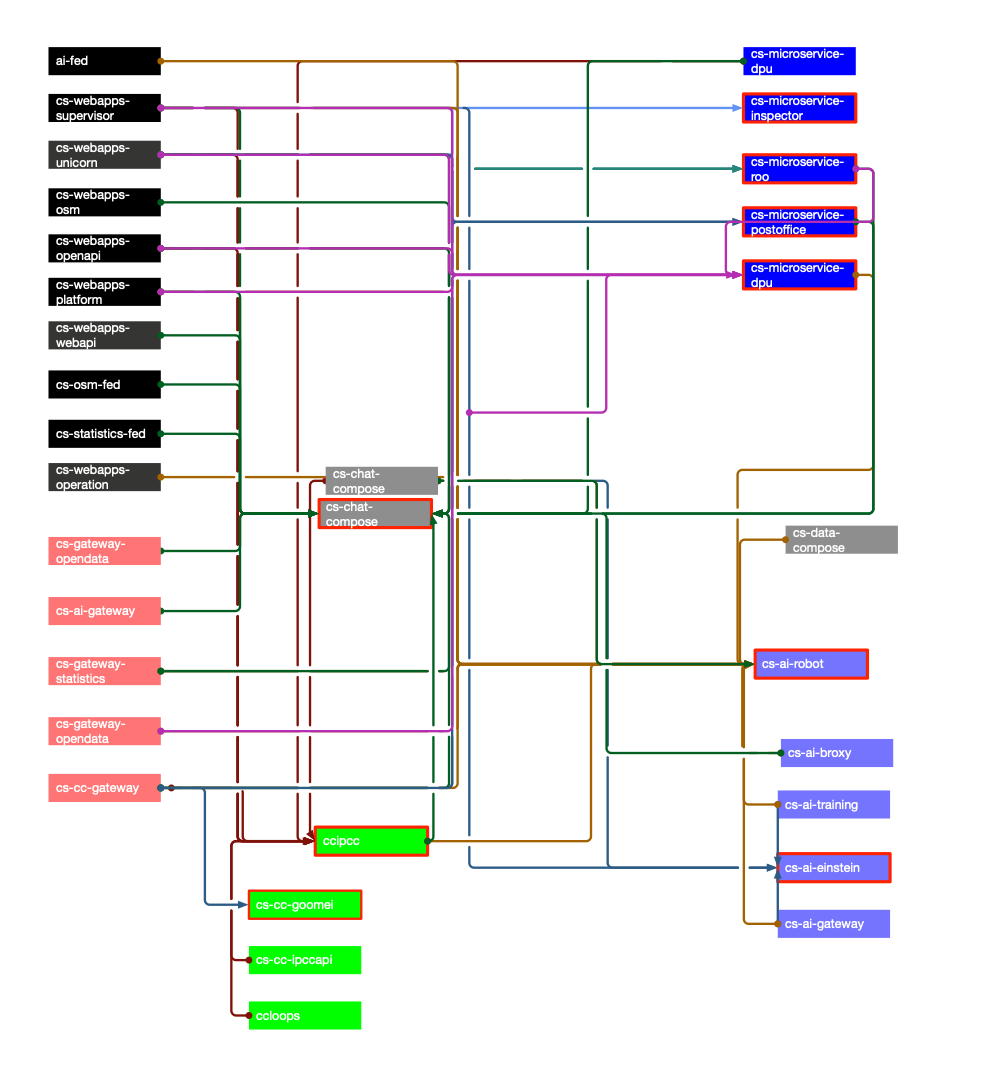 ai-fed
cs-webapps-
supervisor
cs-webapps-
unicorn
cs-webapps-
osm
cs-webapps-
openapi
cs-webapps-
platform
cs-webapps-
webapi
cs-osm-fed
cs-statistics-fed
cs-webapps-
operation
cs-gateway-
opendata
cs-ai-gateway
cs-gateway-
statistics
cs-gateway-
opendata
cs-cc-gateway
cs-chat-
compose
cs-chat-
compose
ccipcc
cs-cc-goomei
cs-cc-ipccapi
ccloops
cs-microservice-
dpu
cs-microservice-
inspector
cs-microservice-
roo
cs-microservice-
postoffice
cs-microservice-
dpu
cs-data-
compose
cs-ai-robot
cs-ai-broxy
cs-ai-training
cs-ai-einstein
cs-ai-gateway